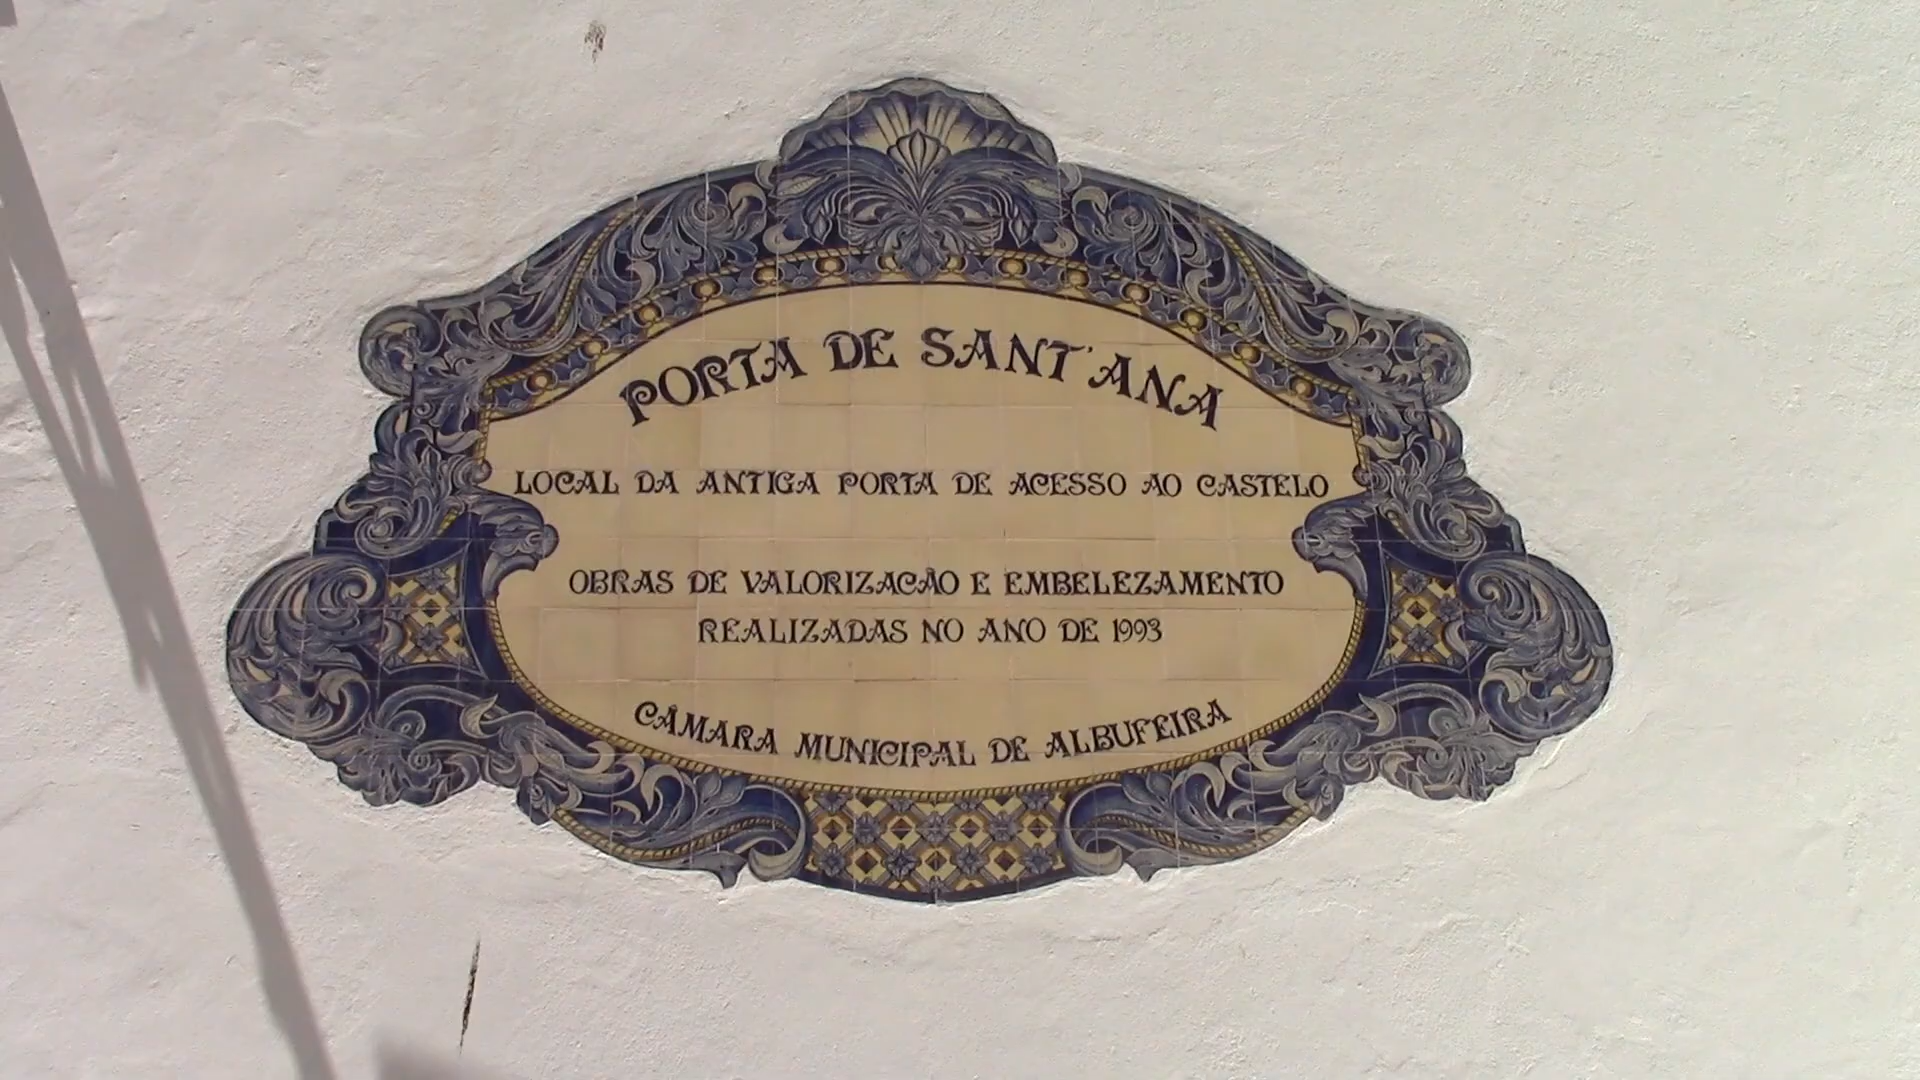 PORTA DE SANT'ANA
LOCAL DA ANTIGA PORTA DE ACESSO AO CASTELO
OBRAS DE VALORIZACÃO E EMBELEZAMENTO
REALIZADAS NO ANO DE 1993
CÂMARA MUNICIPAL DE ALBUFEIRA